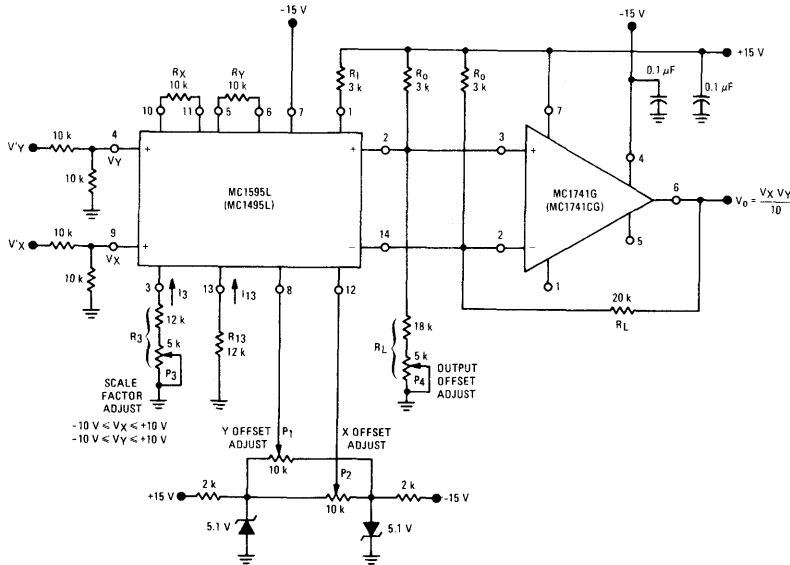 -15 V
-15 V
+15 V
RX
10 k
RY
10 k
R1
3 k
Ro
3 k
Ro
3 k
0.1 µF
0.1 µF
10
11
5
6
7
1
7
V'Y
10 k
4
VY
+
10 k
MC1595L
(MC1495L)
+
2
3
+
4
MC1741G
(MC1741CG)
6
Vo = VX VY
10
V'X
10 k
9
VX
+
10 k
−
14
2
−
5
1
3
I3
13
I13
8
12
20 k
RL
R3
12 k
5 k
P3
R13
12 k
RL
18 k
5 k
P4
OUTPUT
OFFSET
ADJUST
SCALE
FACTOR
ADJUST
-10 V ⩽ VX ⩽ +10 V
-10 V ⩽ VY ⩽ +10 V
Y OFFSET
ADJUST
P1
X OFFSET
ADJUST
10 k
P2
+15 V
2 k
10 k
2 k
-15 V
5.1 V
5.1 V